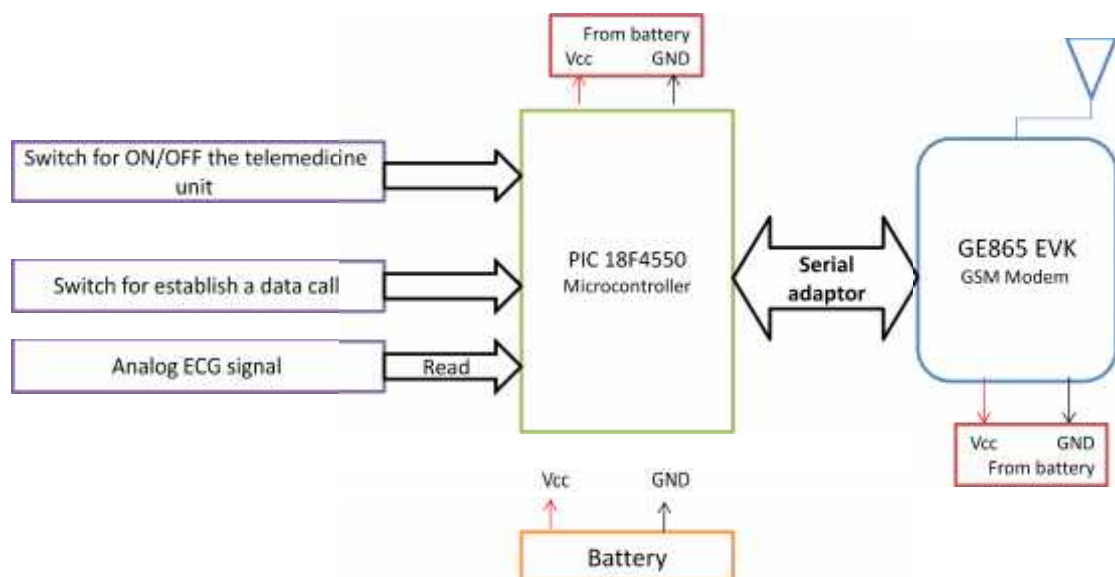 From battery
Vcc GND
Switch for ON/OFF the telemedicine
unit
Switch for establish a data call
Analog ECG signal
Read
PIC 18F4550
Microcontroller
Serial
adaptor
GE865 EVK
GSM Modem
Vcc GND
From battery
Vcc GND
Battery